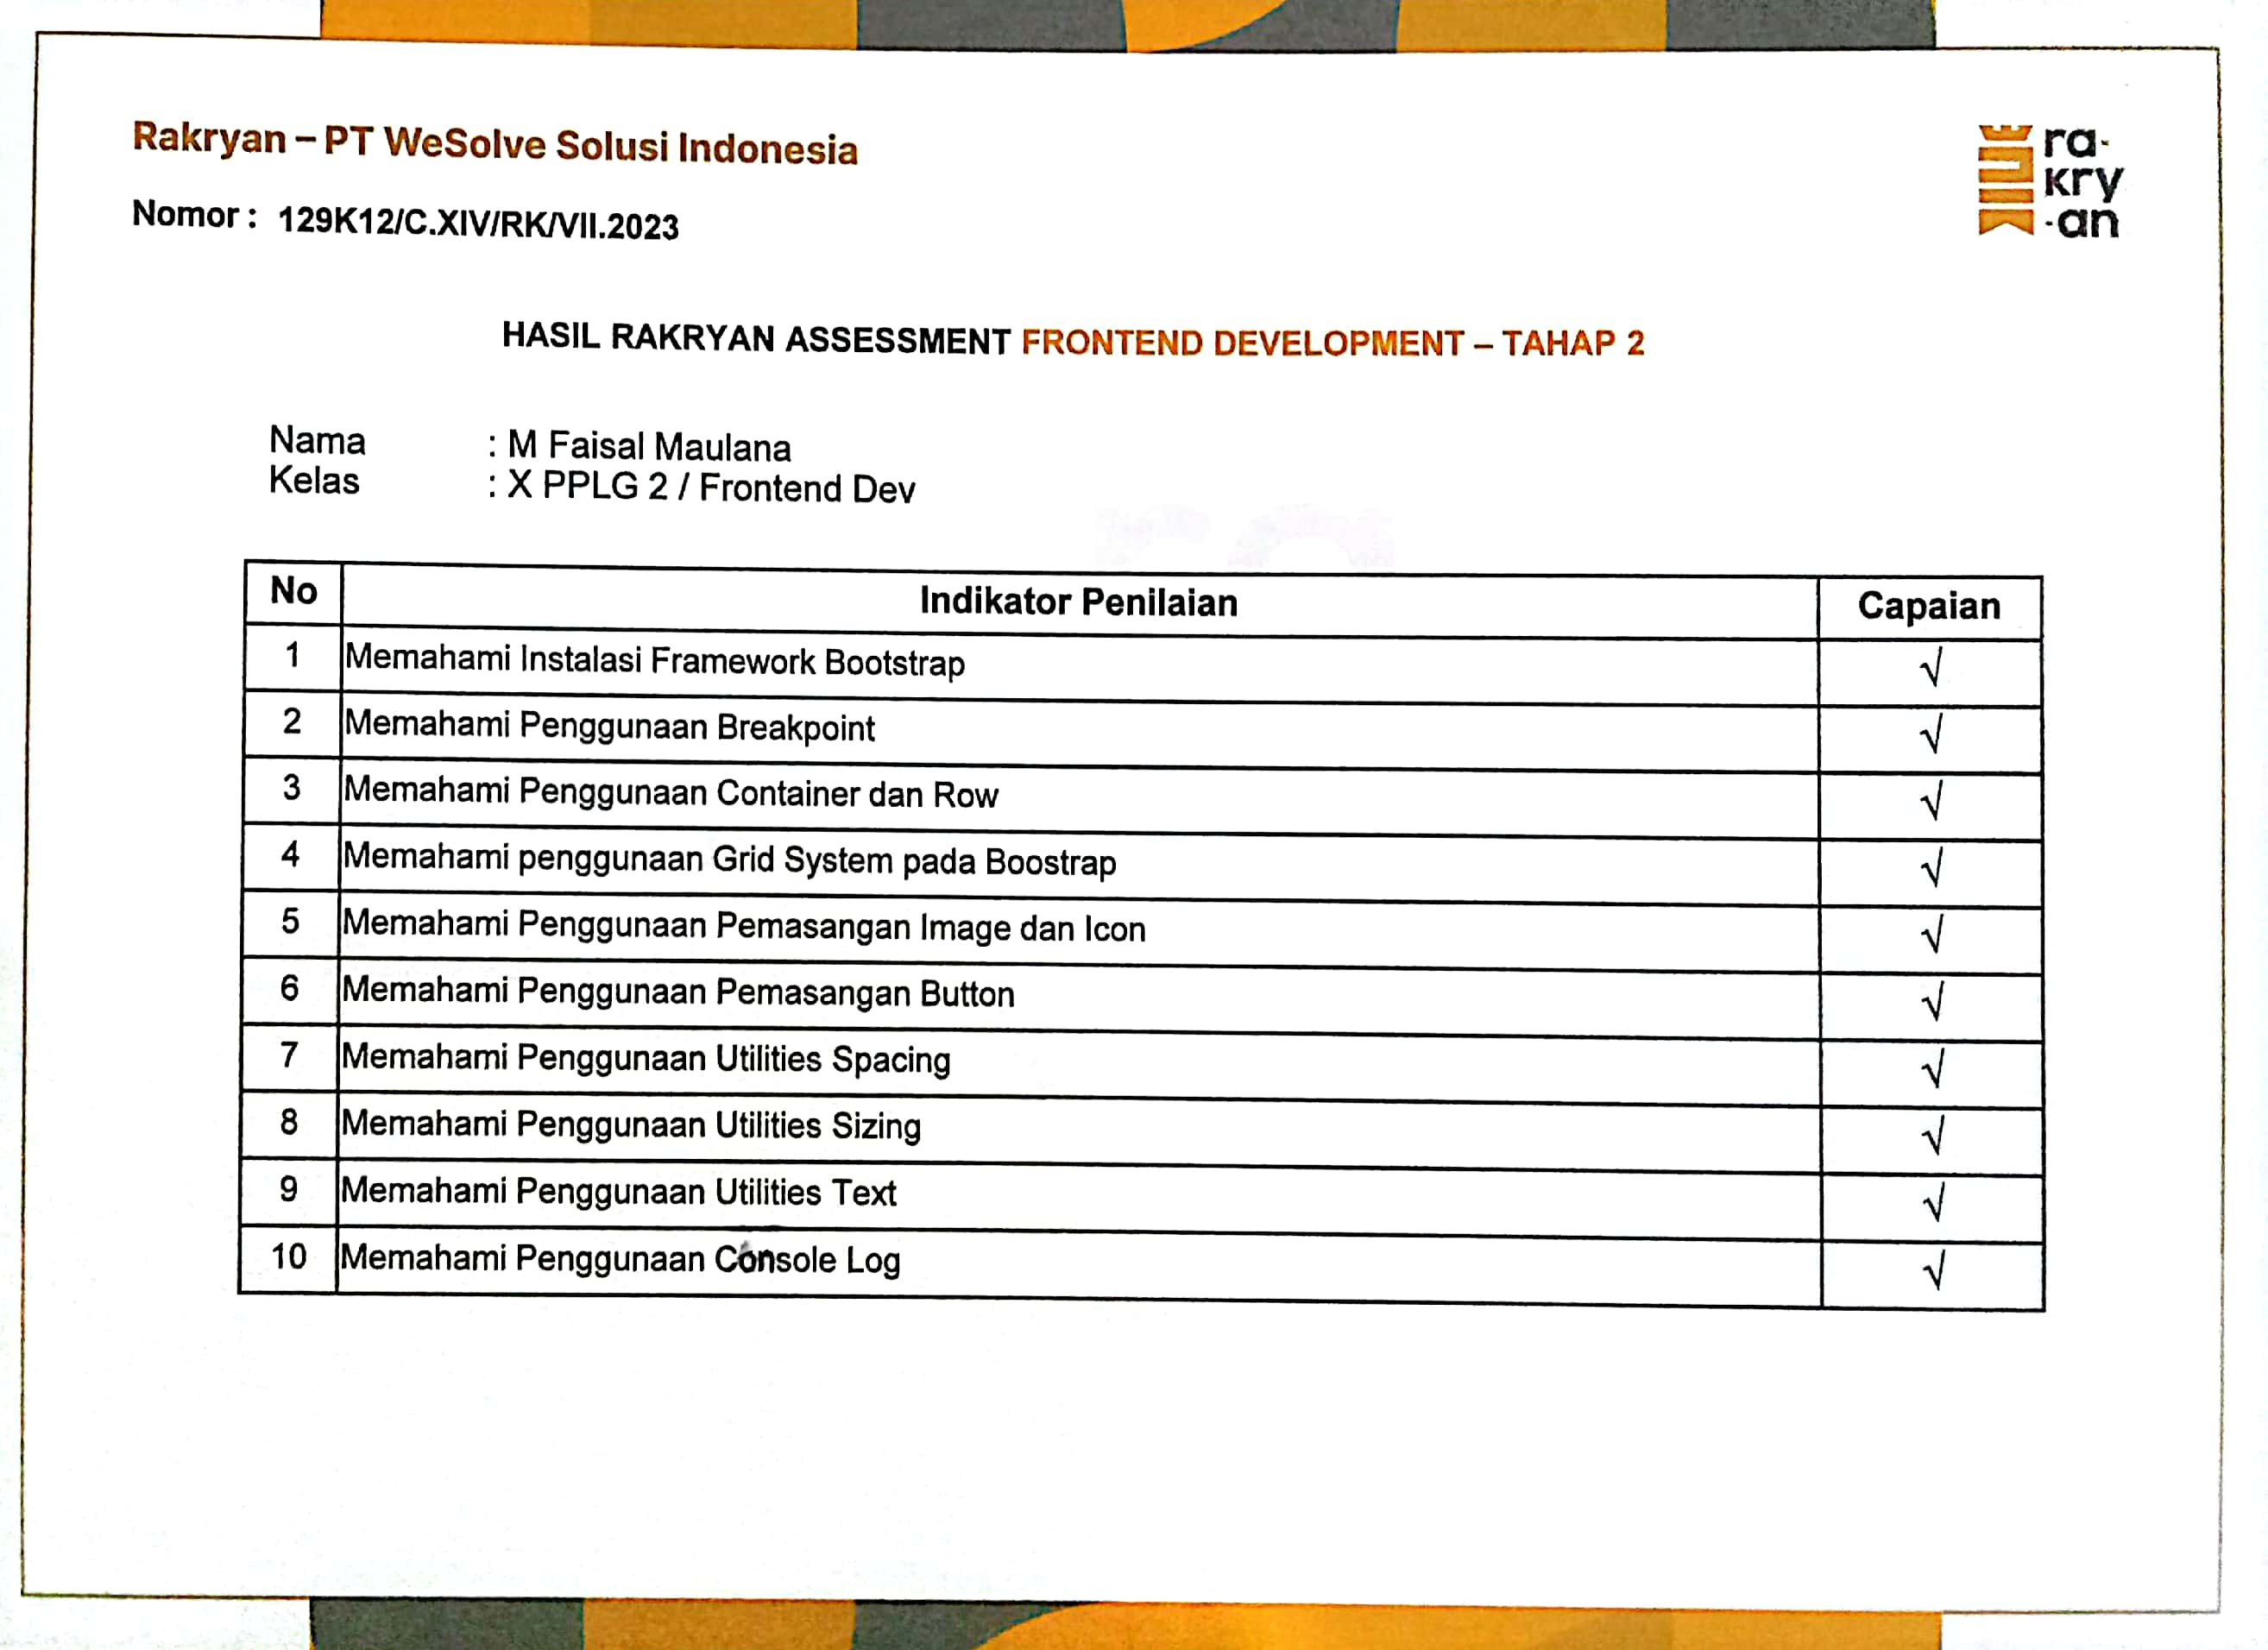 Rakryan – PT WeSolve Solusi Indonesia
Nomor : 129K12/C.XIV/RK/VII.2023
ra-
kry
-an
HASIL RAKRYAN ASSESSMENT FRONTEND DEVELOPMENT – TAHAP 2
Nama : M Faisal Maulana
Kelas : X PPLG 2 / Frontend Dev
No Indikator Penilaian Capaian
1 Memahami Instalasi Framework Bootstrap √
2 Memahami Penggunaan Breakpoint √
3 Memahami Penggunaan Container dan Row √
4 Memahami penggunaan Grid System pada Boostrap √
5 Memahami Penggunaan Pemasangan Image dan Icon √
6 Memahami Penggunaan Pemasangan Button √
7 Memahami Penggunaan Utilities Spacing √
8 Memahami Penggunaan Utilities Sizing √
9 Memahami Penggunaan Utilities Text √
10 Memahami Penggunaan Console Log √